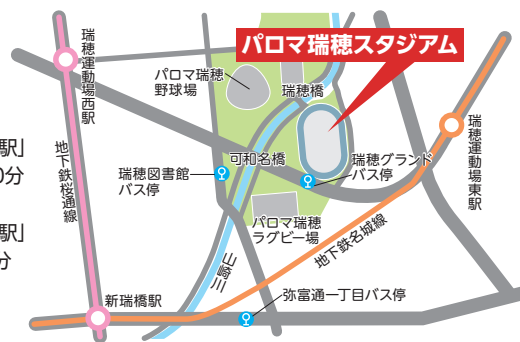 パロマ瑞穂スタジアム
瑞穂運動場西駅
パロマ瑞穂
野球場
瑞穂橋
駅」
0分
地下鉄桜通線
瑞穂図書館
バス停
可和名橋
瑞穂グランド
バス停
瑞穂運動場東駅
駅」
分
パロマ瑞穂
ラグビー場
地下鉄名城線
山崎川
新瑞橋駅
弥富通一丁目バス停